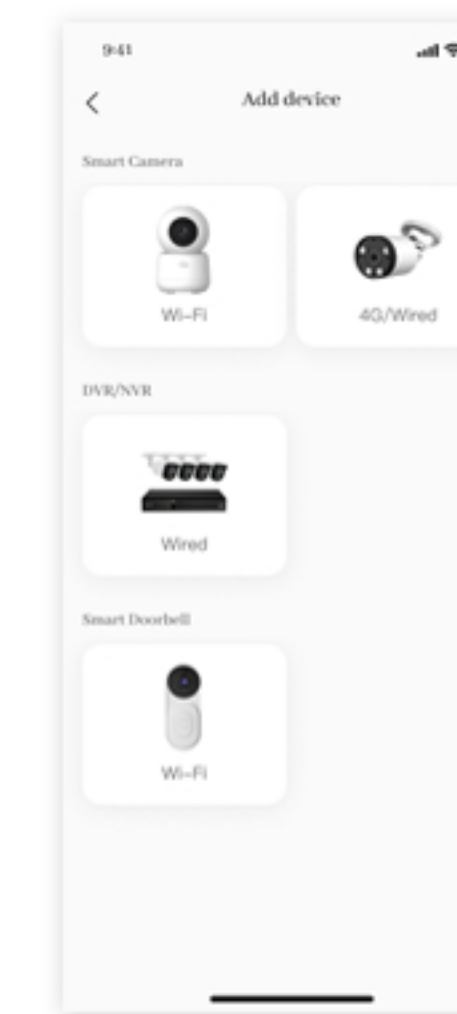 9:41
Add device
Smart Camera
Wi-Fi
4G/Wired
DVR/NVR
Wired
Smart Doorbell
Wi-Fi